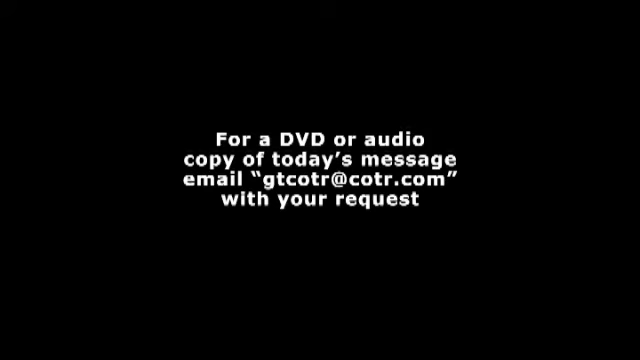 For a DVD or audio
copy of today’s message
email “gtcotr@cotr.com”
with your request